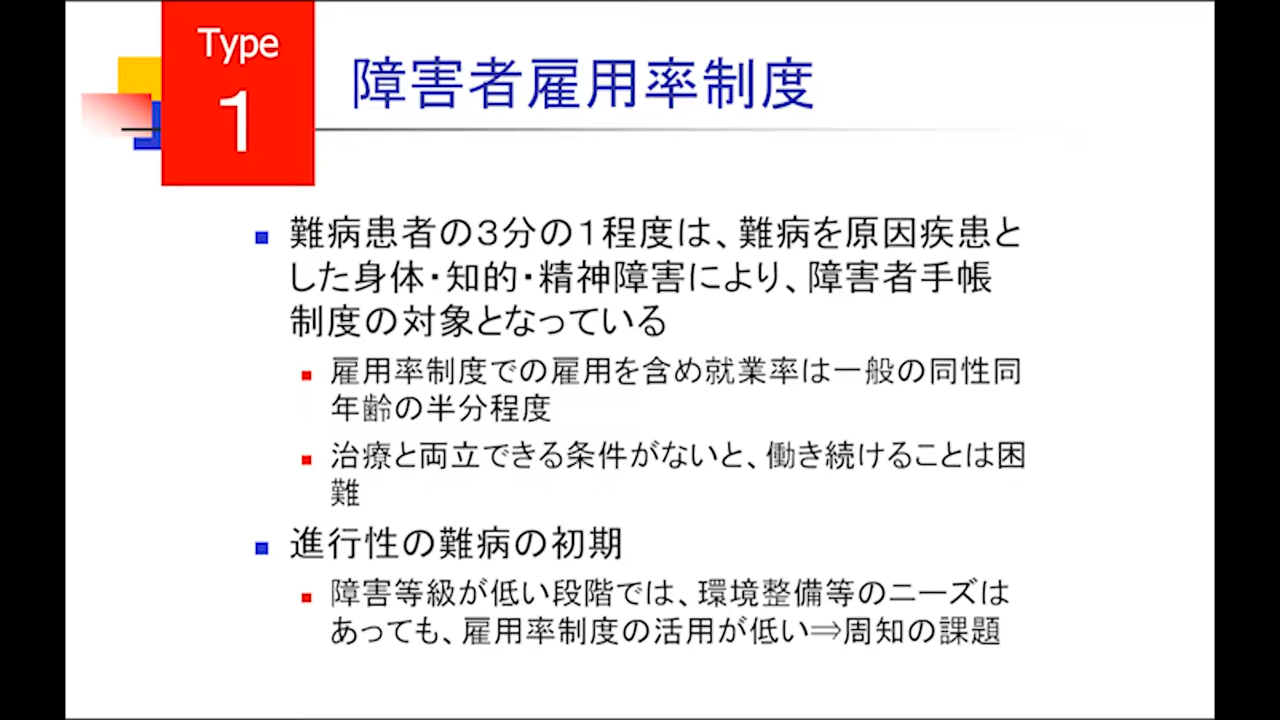 Type
1
障害者雇用率制度
難病患者の３分の１程度は、難病を原因疾患と
した身体・知的・精神障害により、障害者手帳
制度の対象となっている
雇用率制度での雇用を含め就業率は一般の同性同
年齢の半分程度
治療と両立できる条件がないと、働き続けることは困
難
進行性の難病の初期
障害等級が低い段階では、環境整備等のニーズは
あっても、雇用率制度の活用が低い⇒周知の課題